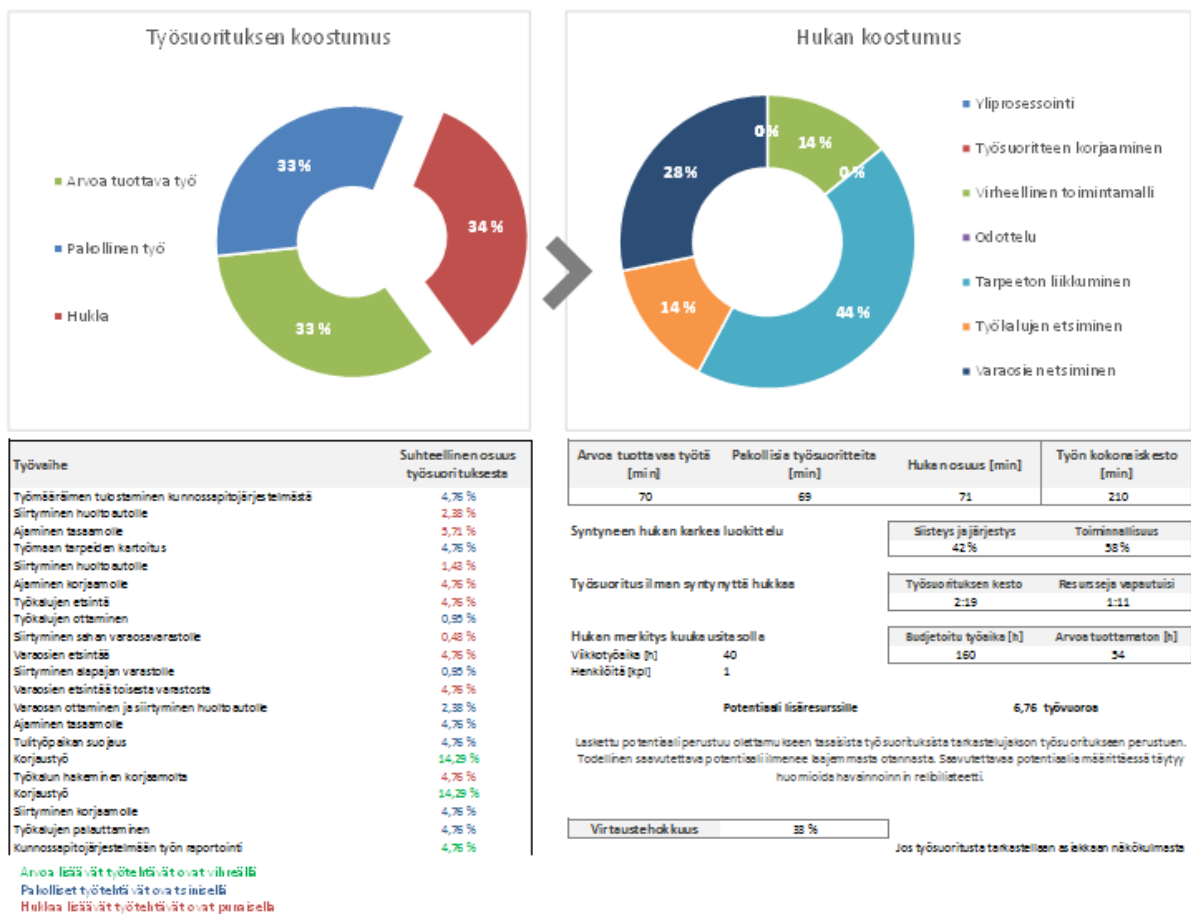 Työsuorituksen koostumus
33 %
34 %
33 %
Arvoa tuottava työ
Pakollinen työ
Hukka
Hukan koostumus
0 %
14 %
0 %
28 %
14 %
44 %
Yliprosessointi
Työsuoritteen korjaaminen
Virheellinen toimintamalli
Odottelu
Tarpeeton liikkuminen
Työkalujen etsiminen
Varaosien etsiminen
Työvaihe Suhteellinen osuus työsuorituksesta
Työmääräimen tulostaminen kunnossapitojärjestelmästä 4,76 %
Siirtyminen huoltoautolle 2,38 %
Ajaminen tasaamolle 5,71 %
Työmaan tarpeiden kartoitus 4,76 %
Siirtyminen huoltoautolle 1,43 %
Ajaminen korjaamolle 4,76 %
Työkalujen etsintä 4,76 %
Työkalujen ottaminen 0,95 %
Siirtyminen sahan varaosavarastolle 0,48 %
Varaosien etsintää 4,76 %
Siirtyminen alapajan varastolle 0,95 %
Varaosien etsintää toisesta varastosta 4,76 %
Varaosan ottaminen ja siirtyminen huoltoautolle 2,38 %
Ajaminen tasaamolle 4,76 %
Tulityöpaikan suojaus 4,76 %
Korjaustyö 14,29 %
Työkalun hakeminen korjaamolta 4,76 %
Korjaustyö 14,29 %
Siirtyminen korjaamolle 4,76 %
Työkalujen palauttaminen 4,76 %
Kunnossapitojärjestelmään työn raportointi 4,76 %
Arvoa lisäävät työtehtävät ovat vihreällä
Pakolliset työtehtävät ovat sinisellä
Hukkaa lisäävät työtehtävät ovat punaisella
Arvoa tuottavaa työtä [min] Pakollisia työsuoritteita [min] Hukan osuus [min] Työn kokonaiskesto [min]
70 69 71 210
Syntyneen hukan karkea luokittelu Siisteys ja järjestys Toiminnallisuus
42% 58%
Työsuoritus ilman syntynyttä hukkaa Työsuorituksen kesto Resursseja vapautuisi
2:19 1:11
Hukan merkitys kuukausitasolla Budjetoitu työaika [h] Arvoa tuottamaton [h]
Viikkotyöaika [h] 40 160 54
Henkilöitä [kpl] 1
Potentiaali lisäresurssille 6,76 työvuoroa
Laskettu potentiaali perustuu olettamukseen tasaisista työsuorituksista tarkastelujakson työsuoritukseen perustuen.
Todellinen saavutettava potentiaali ilmenee laajemmasta otannasta. Saavutettavaa potentiaalia määrittäessä täytyy
huomioida havainnoinnin relibiliteetti.
Virtaustehokkuus 33 %
Jos työsuoritusta tarkastellaan asiakkaan näkökulmasta